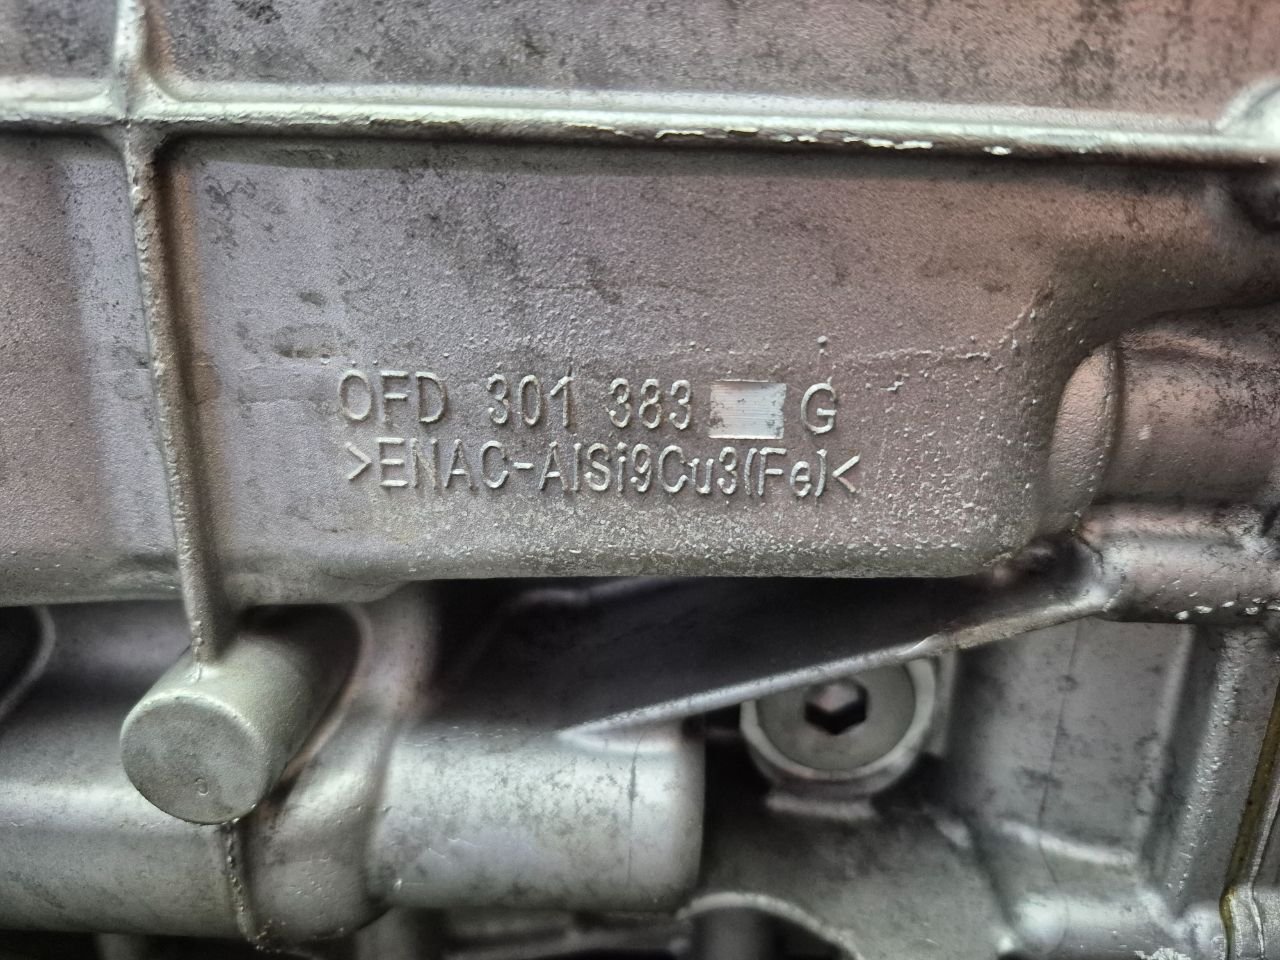 0FD 301 383 G
>ENAC-AlSi9Cu3(Fe)<